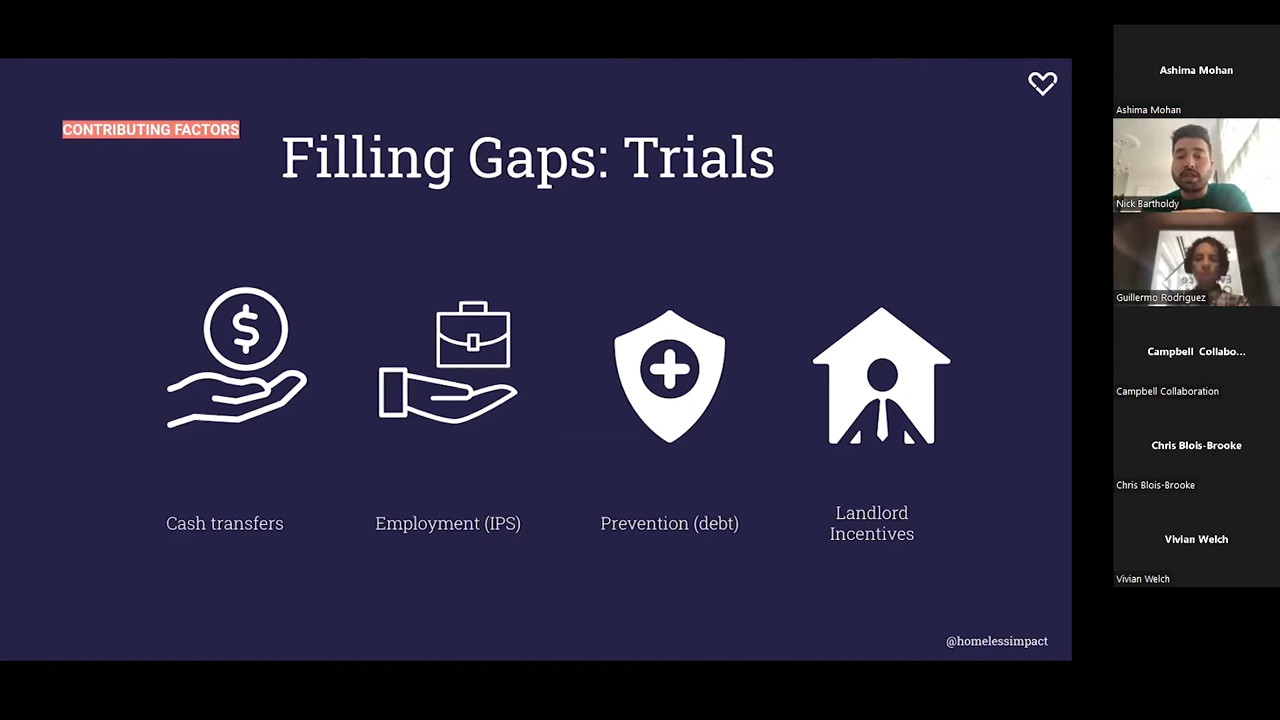 CONTRIBUTING FACTORS
Filling Gaps: Trials
$
Cash transfers
Employment (IPS)
Prevention (debt)
Landlord
Incentives
@homelessimpact
Ashima Mohan
Ashima Mohan
Nick Bartholdy
Guillermo Rodriguez
Campbell Collabo...
Campbell Collaboration
Chris Blois-Brooke
Chris Blois-Brooke
Vivian Welch
Vivian Welch